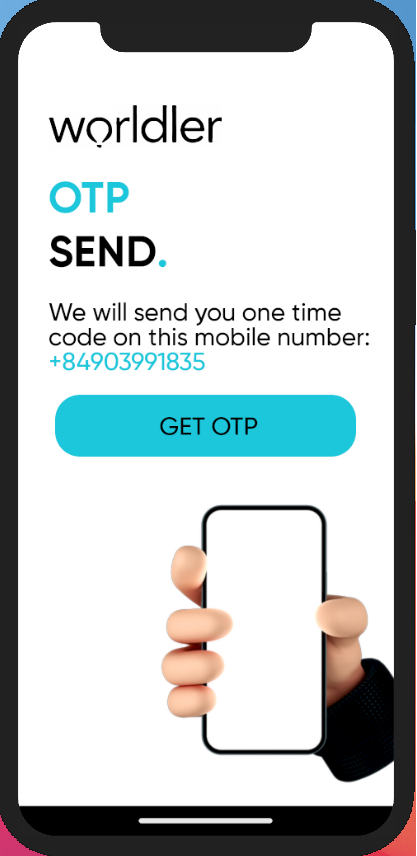 worldler
OTP
SEND.
We will send you one time
code on this mobile number:
+84903991835
GET OTP